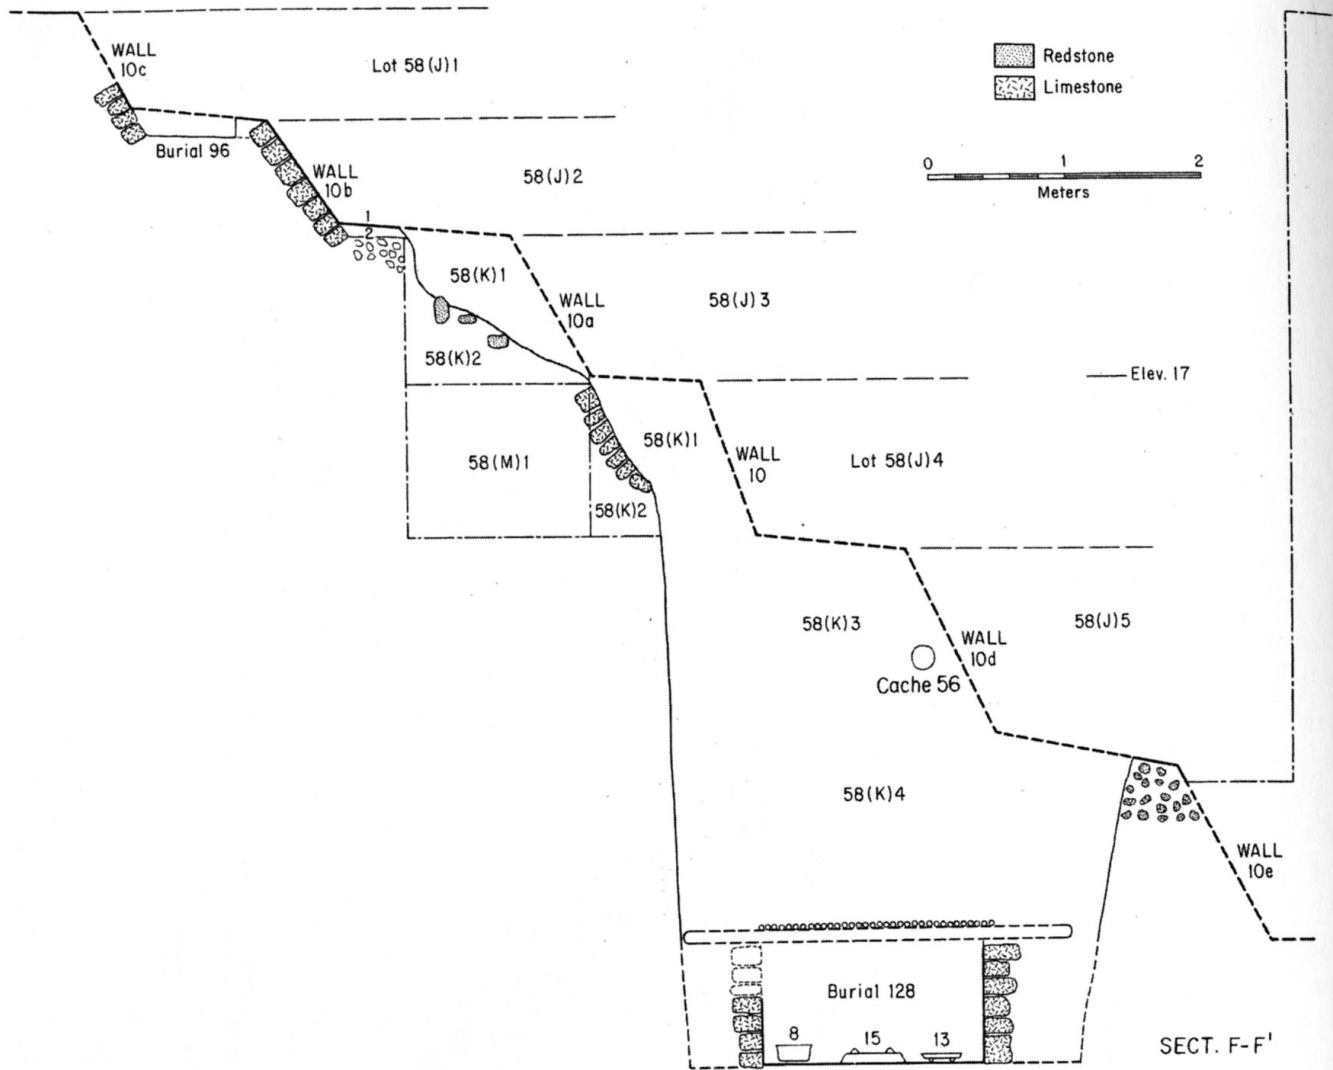 WALL
10c
Lot 58(J)1
Redstone
Limestone
Burial 96
WALL
10b
58(J)2
0 1 2
Meters
1
2
58(K)1
WALL
10a
58(J)3
58(K)2
Elev. 17
58(M)1
58(K)1
WALL
10
Lot 58(J)4
58(K)2
58(K)3
WALL
10d
58(J)5
Cache 56
58(K)4
WALL
10e
Burial 128
8 15 13
SECT. F-F'